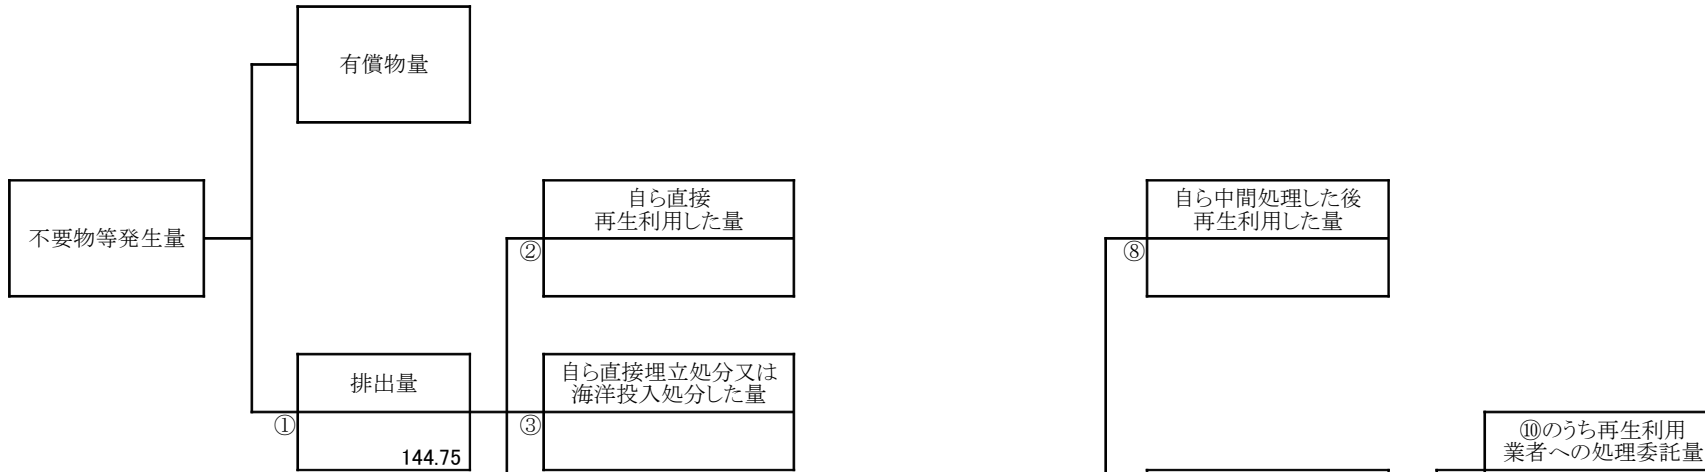 有償物量
不要物等発生量
自ら直接
再生利用した量
②
自ら中間処理した後
再生利用した量
⑧
排出量
①
144.75
自ら直接埋立処分又は
海洋投入処分した量
③
⑩のうち再生利用
業者への処理委託量